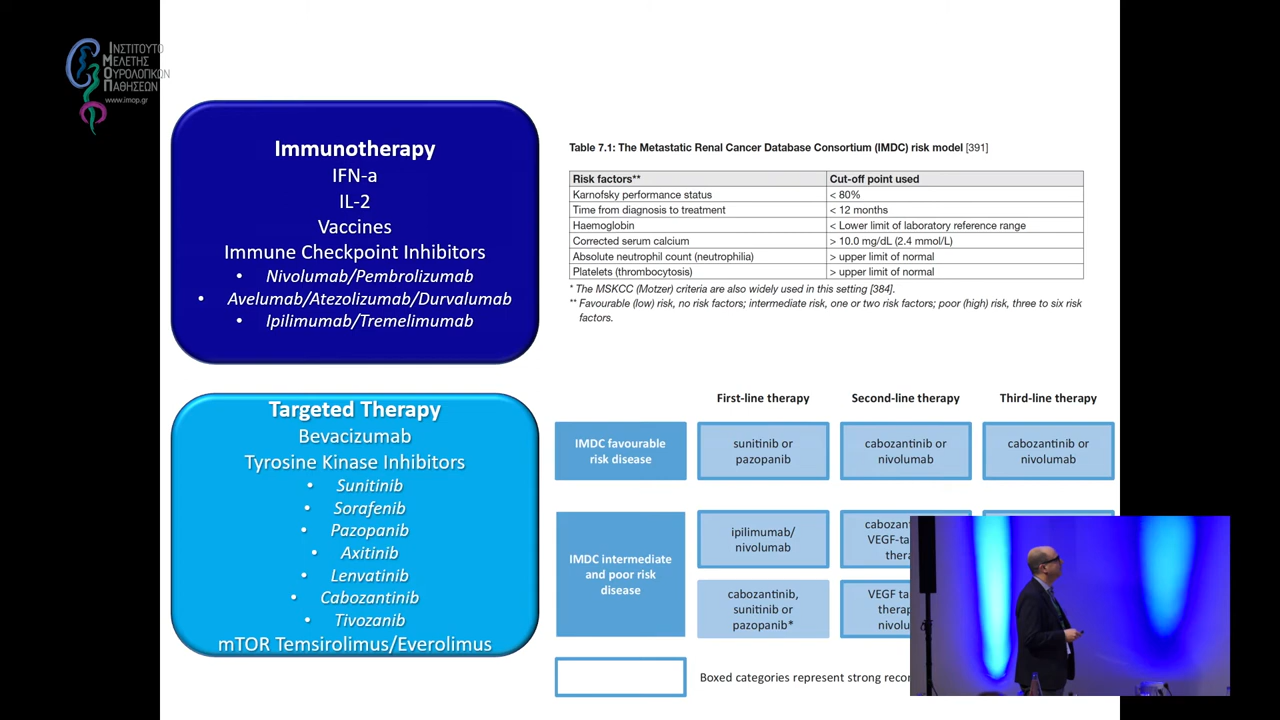 ΙΝΣΤΙΤΟΥΤΟ
ΜΕΛΕΤΗΣ
ΟΥΡΟΛΟΓΙΚΩΝ
ΠΑΘΗΣΕΩΝ
www.imop.gr
Immunotherapy
IFN-a
IL-2
Vaccines
Immune Checkpoint Inhibitors
• Nivolumab/Pembrolizumab
• Avelumab/Atezolizumab/Durvalumab
• Ipilimumab/Tremelimumab
Targeted Therapy
Bevacizumab
Tyrosine Kinase Inhibitors
• Sunitinib
• Sorafenib
• Pazopanib
• Axitinib
• Lenvatinib
• Cabozantinib
• Tivozanib
mTOR Temsirolimus/Everolimus
Table 7.1: The Metastatic Renal Cancer Database Consortium (IMDC) risk model [391]
Risk factors** Cut-off point used
Karnofsky performance status < 80%
Time from diagnosis to treatment < 12 months
Haemoglobin < Lower limit of laboratory reference range
Corrected serum calcium > 10.0 mg/dL (2.4 mmol/L)
Absolute neutrophil count (neutrophilia) > upper limit of normal
Platelets (thrombocytosis) > upper limit of normal
* The MSKCC (Motzer) criteria are also widely used in this setting [384].
** Favourable (low) risk, no risk factors; intermediate risk, one or two risk factors; poor (high) risk, three to six risk
factors.
First-line therapy Second-line therapy Third-line therapy
IMDC favourable
risk disease
sunitinib or
pazopanib
cabozantinib or
nivolumab
cabozantinib or
nivolumab
IMDC intermediate
and poor risk
disease
ipilimumab/
nivolumab
VEGF-ta
cabozantinib,
sunitinib or
pazopanib*
VEGF ta
Boxed categories represent strong